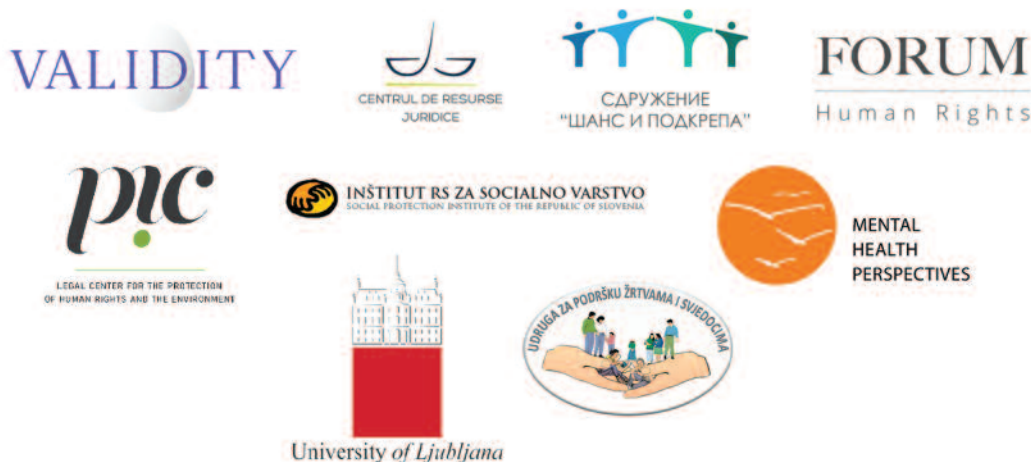 VALIDITY
CENTRUL DE RESURSE
JURIDICE
СДРУЖЕНИЕ
"ШАНС И ПОДКРЕПА"
FORUM
Human Rights
pic
LEGAL CENTER FOR THE PROTECTION
OF HUMAN RIGHTS AND THE ENVIRONMENT
INŠTITUT RS ZA SOCIALNO VARSTVO
SOCIAL PROTECTION INSTITUTE OF THE REPUBLIC OF SLOVENIA
MENTAL
HEALTH
PERSPECTIVES
University of Ljubljana
UDRUGA ZA PODRŠKU ŽRTVAMA I SVJEDOCIMA